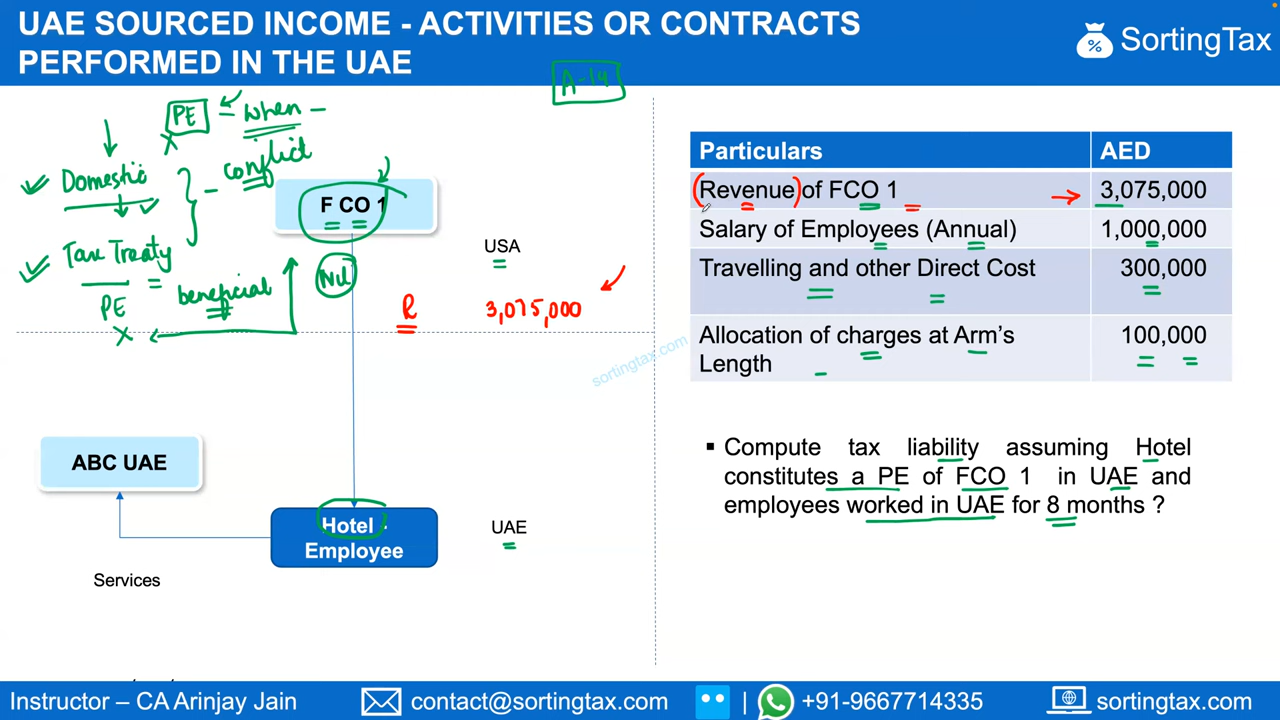 UAE SOURCED INCOME - ACTIVITIES OR CONTRACTS
PERFORMED IN THE UAE
SortingTax
A-14
PE = when -
Domestic
conflict
Tax Treaty
PE =
beneficial
F CO 1
USA
Nil
R 3,075,000
sortingtax.com
ABC UAE
Hotel -
Employee
UAE
Services
Particulars AED
(Revenue) of FCO 1 3,075,000
Salary of Employees (Annual) 1,000,000
Travelling and other Direct Cost 300,000
Allocation of charges at Arm's 100,000
Length
▪ Compute tax liability assuming Hotel
constitutes a PE of FCO 1 in UAE and
employees worked in UAE for 8 months ?
Instructor – CA Arinjay Jain contact@sortingtax.com +91-9667714335 sortingtax.com